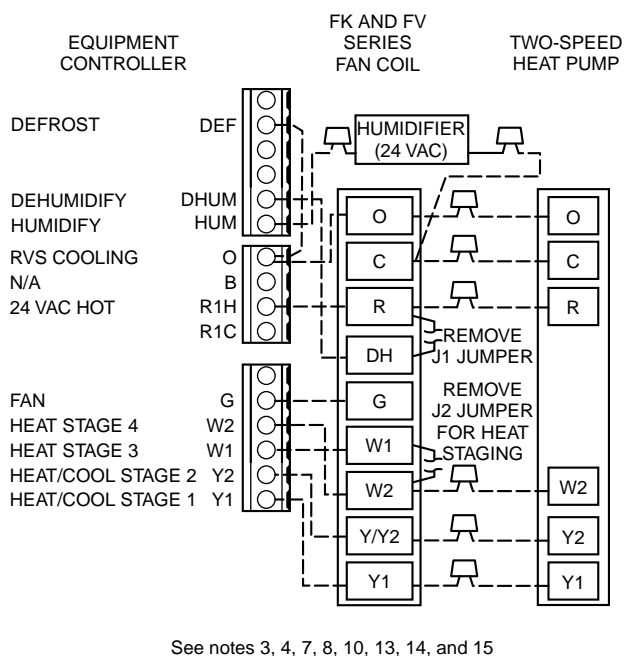 EQUIPMENT
CONTROLLER
FK AND FV
SERIES
FAN COIL
TWO-SPEED
HEAT PUMP
DEFROST DEF
HUMIDIFIER
(24 VAC)
DEHUMIDIFY DHUM
HUMIDIFY HUM
RVS COOLING O
N/A B
24 VAC HOT R1H
R1C
FAN G
HEAT STAGE 4 W2
HEAT STAGE 3 W1
HEAT/COOL STAGE 2 Y2
HEAT/COOL STAGE 1 Y1
O
C
R
DH
G
W1
W2
Y/Y2
Y1
REMOVE
J1 JUMPER
REMOVE
J2 JUMPER
FOR HEAT
STAGING
O
C
R
W2
Y2
Y1
See notes 3, 4, 7, 8, 10, 13, 14, and 15